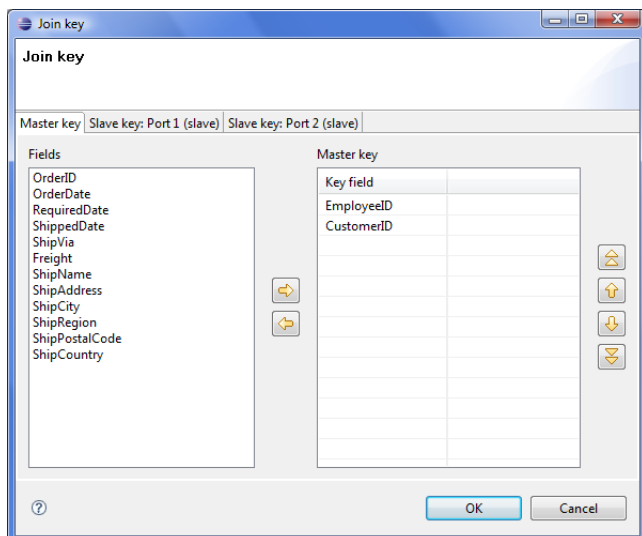 Join key
Join key
Master key Slave key: Port 1 (slave) Slave key: Port 2 (slave)
Fields
OrderID
OrderDate
RequiredDate
ShippedDate
ShipVia
Freight
ShipName
ShipAddress
ShipCity
ShipRegion
ShipPostalCode
ShipCountry
Master key
Key field
EmployeeID
CustomerID
?
OK Cancel